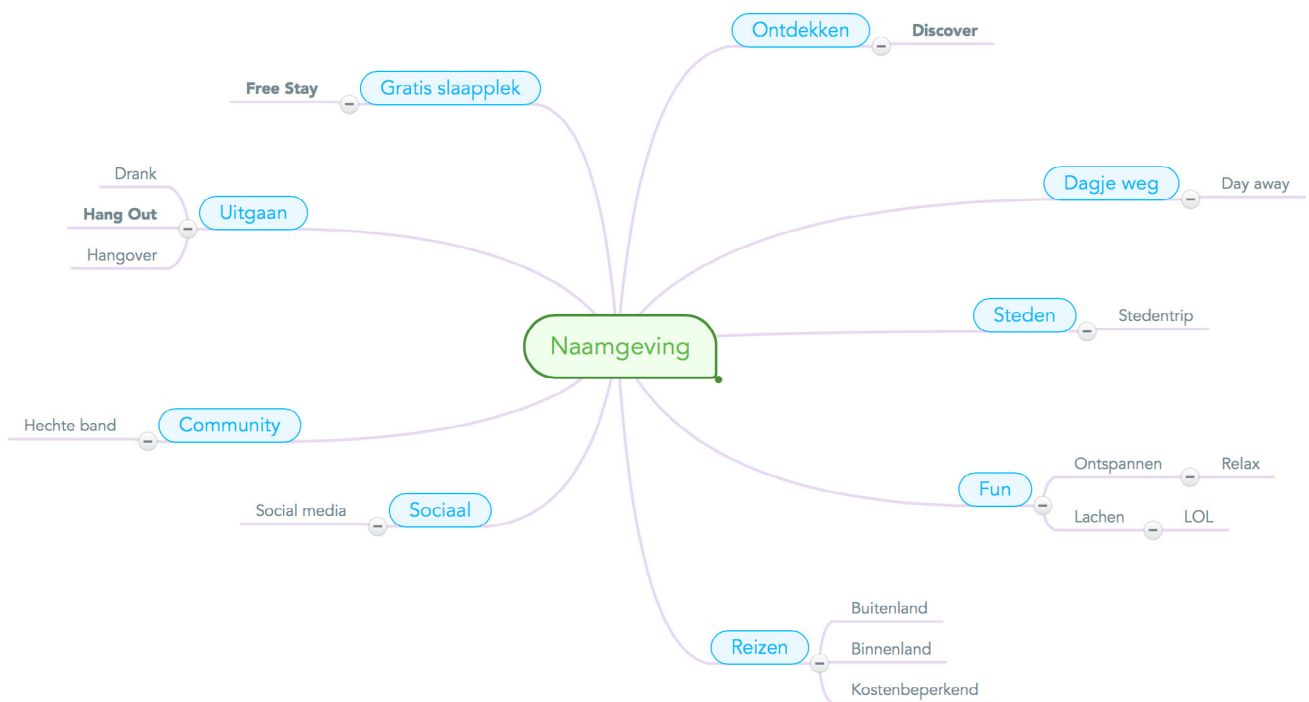 Ontdekken
Discover
Gratis slaapplek
Free Stay
Drank
Uitgaan
Hang Out
Hangover
Dagje weg
Day away
Steden
Stedentrip
Naamgeving
Community
Hechte band
Sociaal
Social media
Fun
Ontspannen
Relax
Lachen
LOL
Reizen
Buitenland
Binnenland
Kostenbeperkend